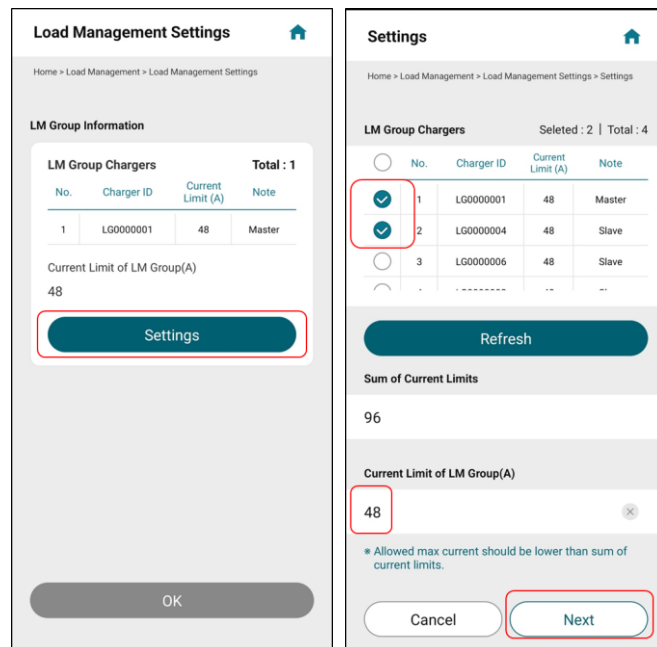 Load Management Settings
Home > Load Management > Load Management Settings
LM Group Information
LM Group Chargers Total : 1
No. Charger ID Current Limit (A) Note
1 LG0000001 48 Master
Current Limit of LM Group(A)
48
Settings
OK
Settings
Home > Load Management > Load Management Settings > Settings
LM Group Chargers Seleted : 2 | Total : 4
No. Charger ID Current Limit (A) Note
1 LG0000001 48 Master
2 LG0000004 48 Slave
3 LG0000006 48 Slave
Refresh
Sum of Current Limits
96
Current Limit of LM Group(A)
48
* Allowed max current should be lower than sum of
current limits.
Cancel Next